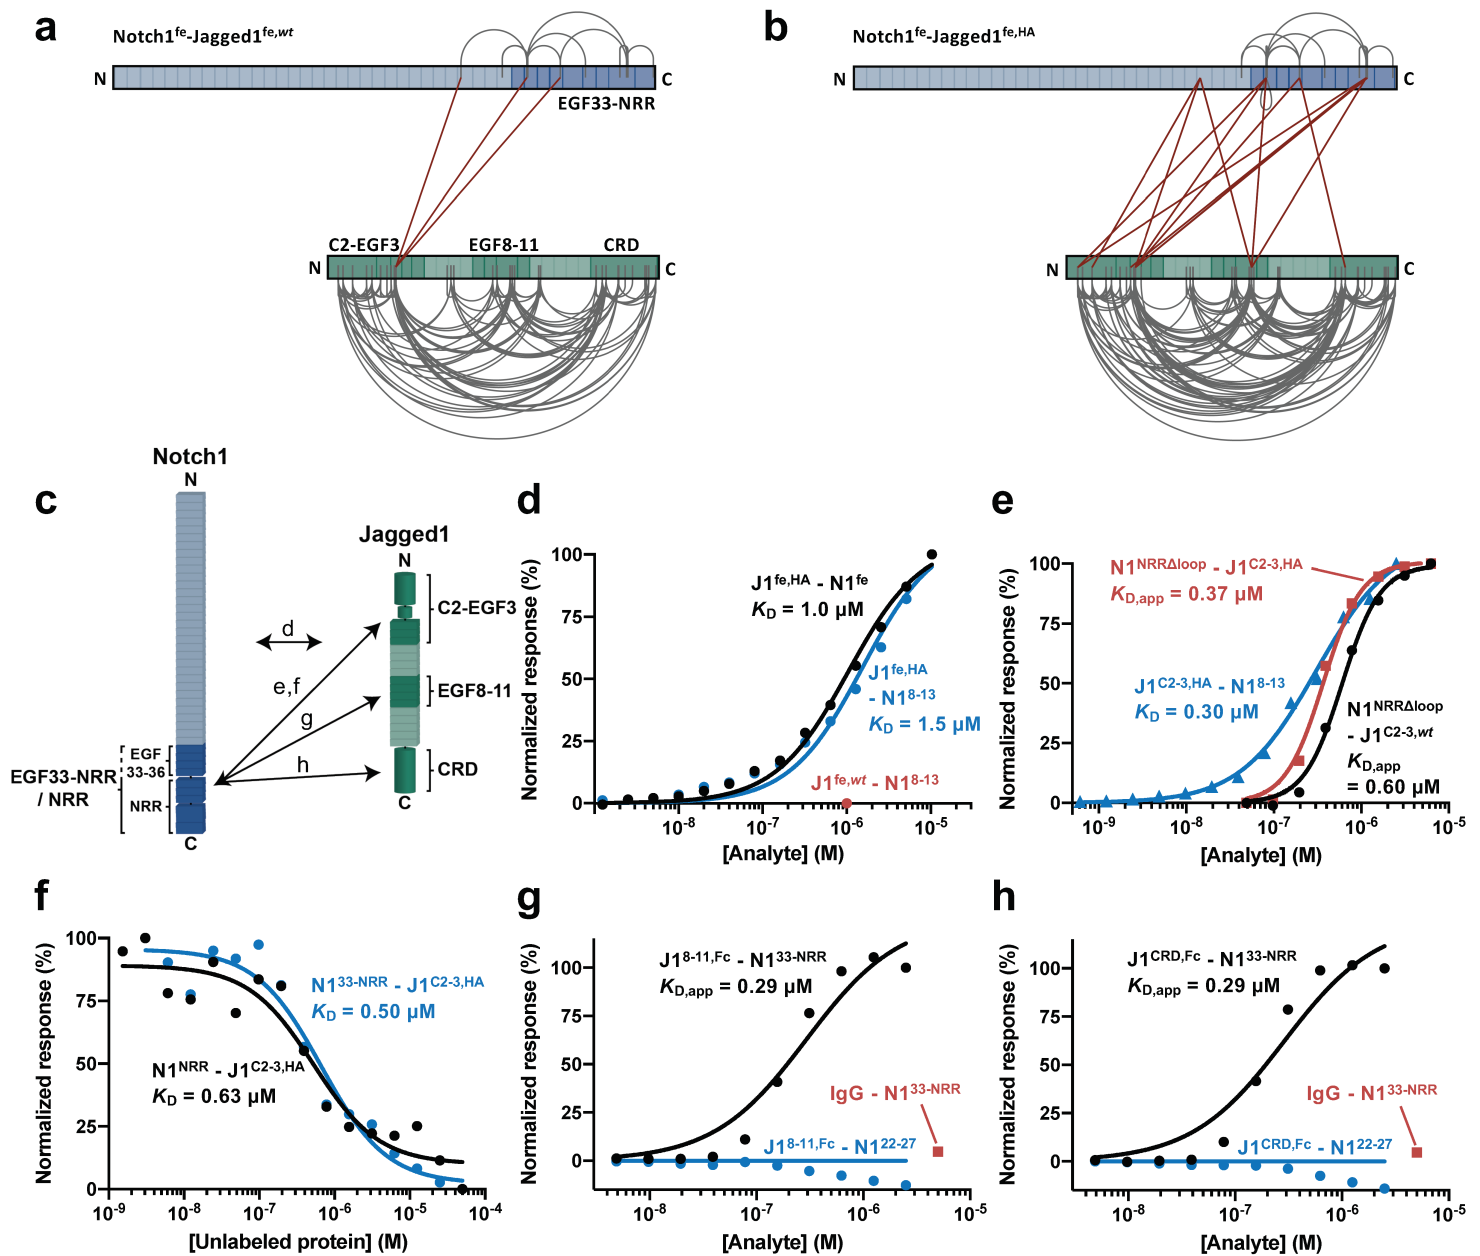 a
Notch1fe-Jagged1fe,wt
N
C
EGF33-NRR
C2-EGF3
EGF8-11
CRD
N
C
b
Notch1fe-Jagged1fe,HA
N
C
N
C
c
Notch1
N
Jagged1
N
d
C2-EGF3
e,f
g
EGF8-11
h
CRD
C
EGF
33-36
EGF33-NRR
/ NRR
NRR
C
d
Normalized response (%)
100
75
50
25
0
J1fe,HA - N1fe
KD = 1.0 µM
J1fe,HA
- N18-13
KD = 1.5 µM
J1fe,wt - N18-13
10-8
10-7
10-6
10-5
[Analyte] (M)
e
Normalized response (%)
100
75
50
25
0
N1NRRΔloop - J1C2-3,HA
KD,app = 0.37 µM
J1C2-3,HA - N18-13
KD = 0.30 µM
N1NRRΔloop
- J1C2-3,wt
KD,app
= 0.60 µM
10-9
10-8
10-7
10-6
10-5
[Analyte] (M)
f
Normalized response (%)
100
75
50
25
0
N133-NRR - J1C2-3,HA
KD = 0.50 µM
N1NRR - J1C2-3,HA
KD = 0.63 µM
10-9
10-8
10-7
10-6
10-5
10-4
[Unlabeled protein] (M)
g
Normalized response (%)
100
75
50
25
0
J18-11,Fc - N133-NRR
KD,app = 0.29 µM
IgG - N133-NRR
J18-11,Fc - N122-27
10-8
10-7
10-6
10-5
[Analyte] (M)
h
Normalized response (%)
100
75
50
25
0
J1CRD,Fc - N133-NRR
KD,app = 0.29 µM
IgG - N133-NRR
J1CRD,Fc - N122-27
10-8
10-7
10-6
10-5
[Analyte] (M)